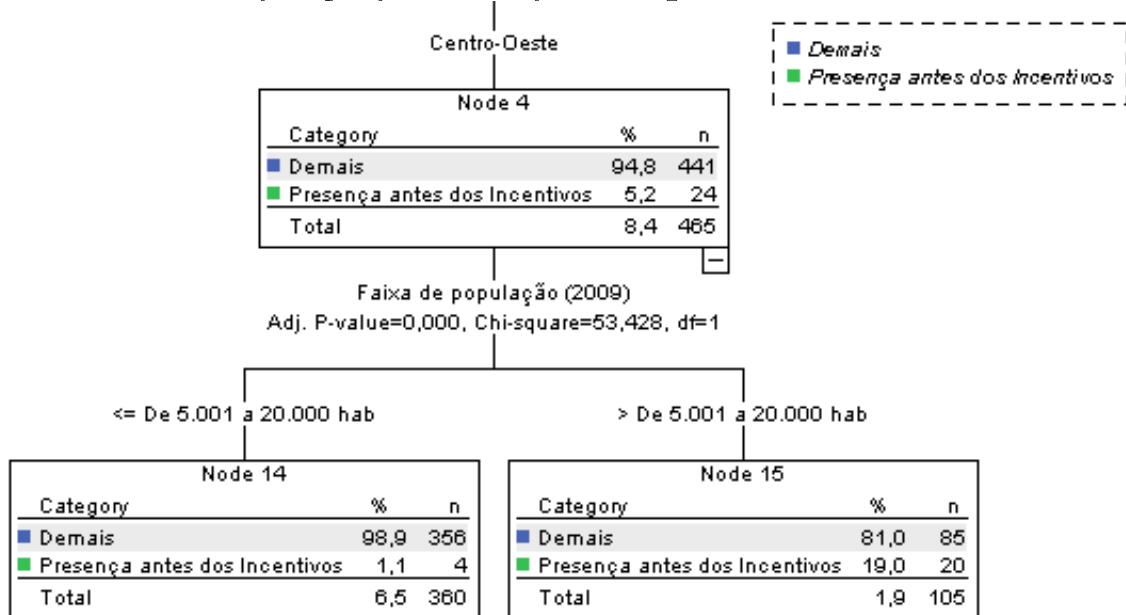 Centro-Oeste
Demais
Presença antes dos Incentivos
Node 4
Category % n
Demais 94,8 441
Presença antes dos Incentivos 5,2 24
Total 8,4 465
Faixa de população (2009)
Adj. P-value=0,000, Chi-square=53,428, df=1
<= De 5.001 a 20.000 hab
> De 5.001 a 20.000 hab
Node 14
Category % n
Demais 98,9 356
Presença antes dos Incentivos 1,1 4
Total 6,5 360
Node 15
Category % n
Demais 81,0 85
Presença antes dos Incentivos 19,0 20
Total 1,9 105